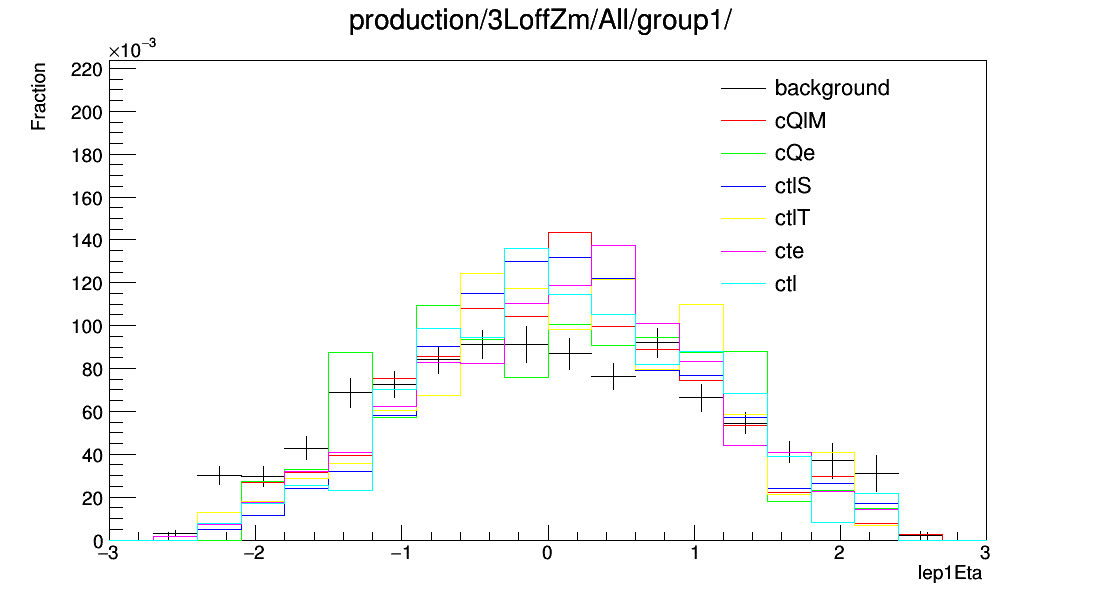 production/3LoffZm/All/group1/
×10⁻³
Fraction
220
200
180
160
140
120
100
80
60
40
20
0
background
cQlM
cQe
ctlS
ctlT
cte
ctl
−3 −2 −1 0 1 2 3
lep1Eta